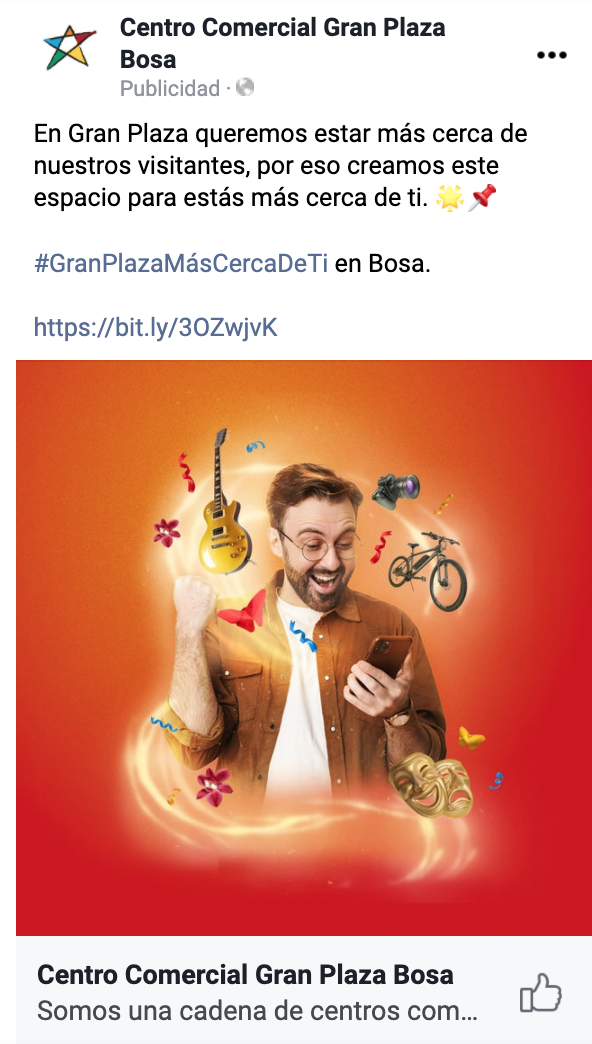 Centro Comercial Gran Plaza
Bosa
Publicidad ·
En Gran Plaza queremos estar más cerca de
nuestros visitantes, por eso creamos este
espacio para estás más cerca de ti. 🌟📌
#GranPlazaMásCercaDeTi en Bosa.
https://bit.ly/3OZwjvK
Centro Comercial Gran Plaza Bosa
Somos una cadena de centros com...